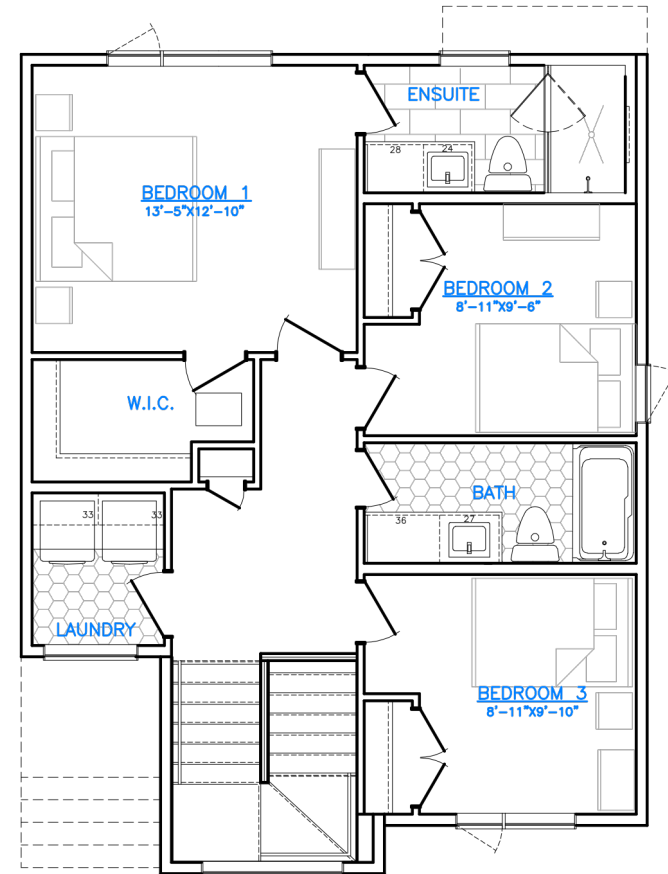 ENSUITE
28
24
BEDROOM 1
13'-5"X12'-10"
BEDROOM 2
8'-11"X9'-6"
W.I.C.
BATH
33
33
36
27
LAUNDRY
BEDROOM 3
8'-11"X9'-10"